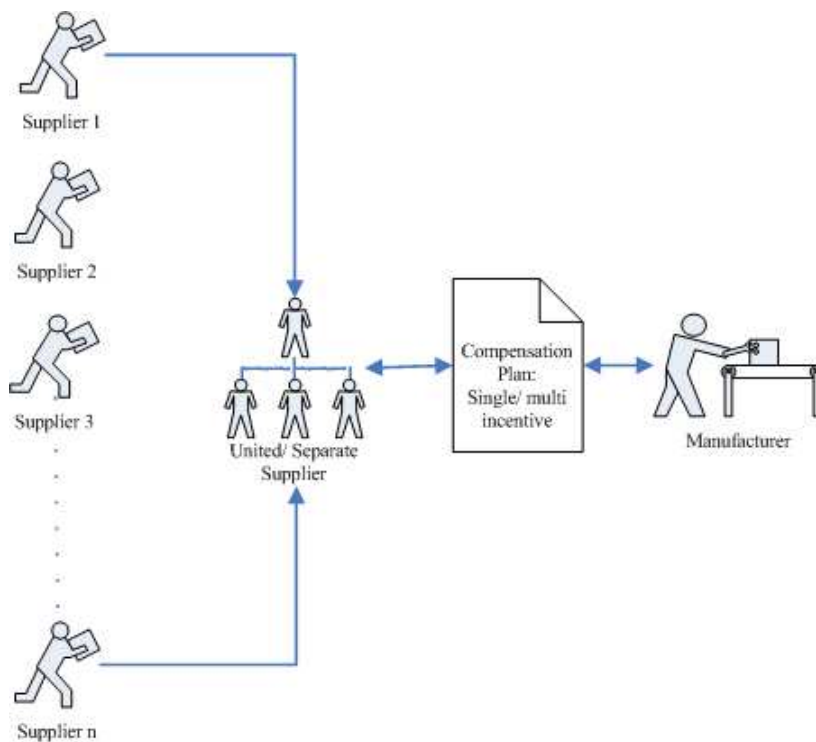 Supplier 1
Supplier 2
Supplier 3
Supplier n
United/ Separate
Supplier
Compensation
Plan:
Single/ multi
incentive
Manufacturer